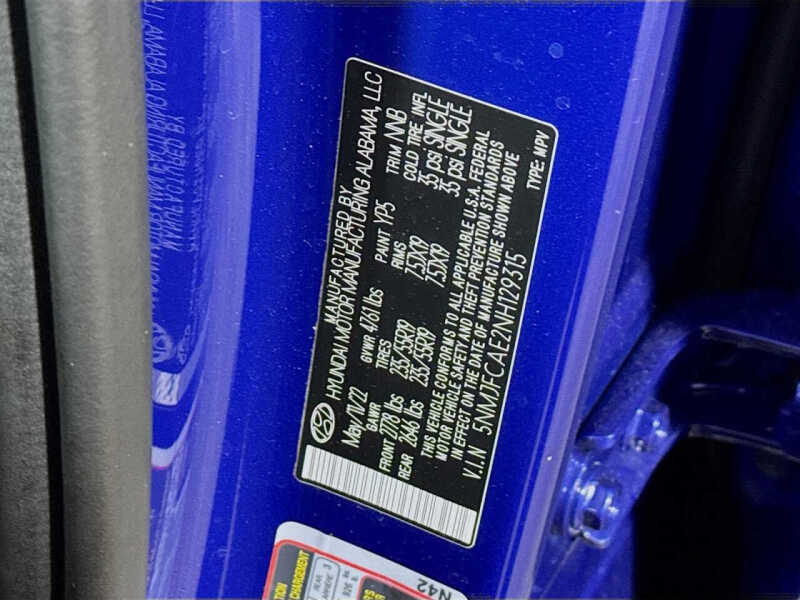 MANUFACTURED BY
HYUNDAI MOTOR MANUFACTURING ALABAMA, LLC
May/11/22 GVWR 4761 lbs PAINT YP5 TRIM NNB
GAWR TIRES RIMS COLD TIRE INFL
FRONT 2778 lbs 235/55R19 7.5JX19 35 psi SINGLE
REAR 2646 lbs 235/55R19 7.5JX19 35 psi SINGLE
THIS VEHICLE CONFORMS TO ALL APPLICABLE U.S.A. FEDERAL
MOTOR VEHICLE SAFETY AND THEFT PREVENTION STANDARDS
IN EFFECT ON THE DATE OF MANUFACTURE SHOWN ABOVE
V.I.N 5NMJFCAE2NH129315 TYPE: MPV
CHARGEMENT
N42